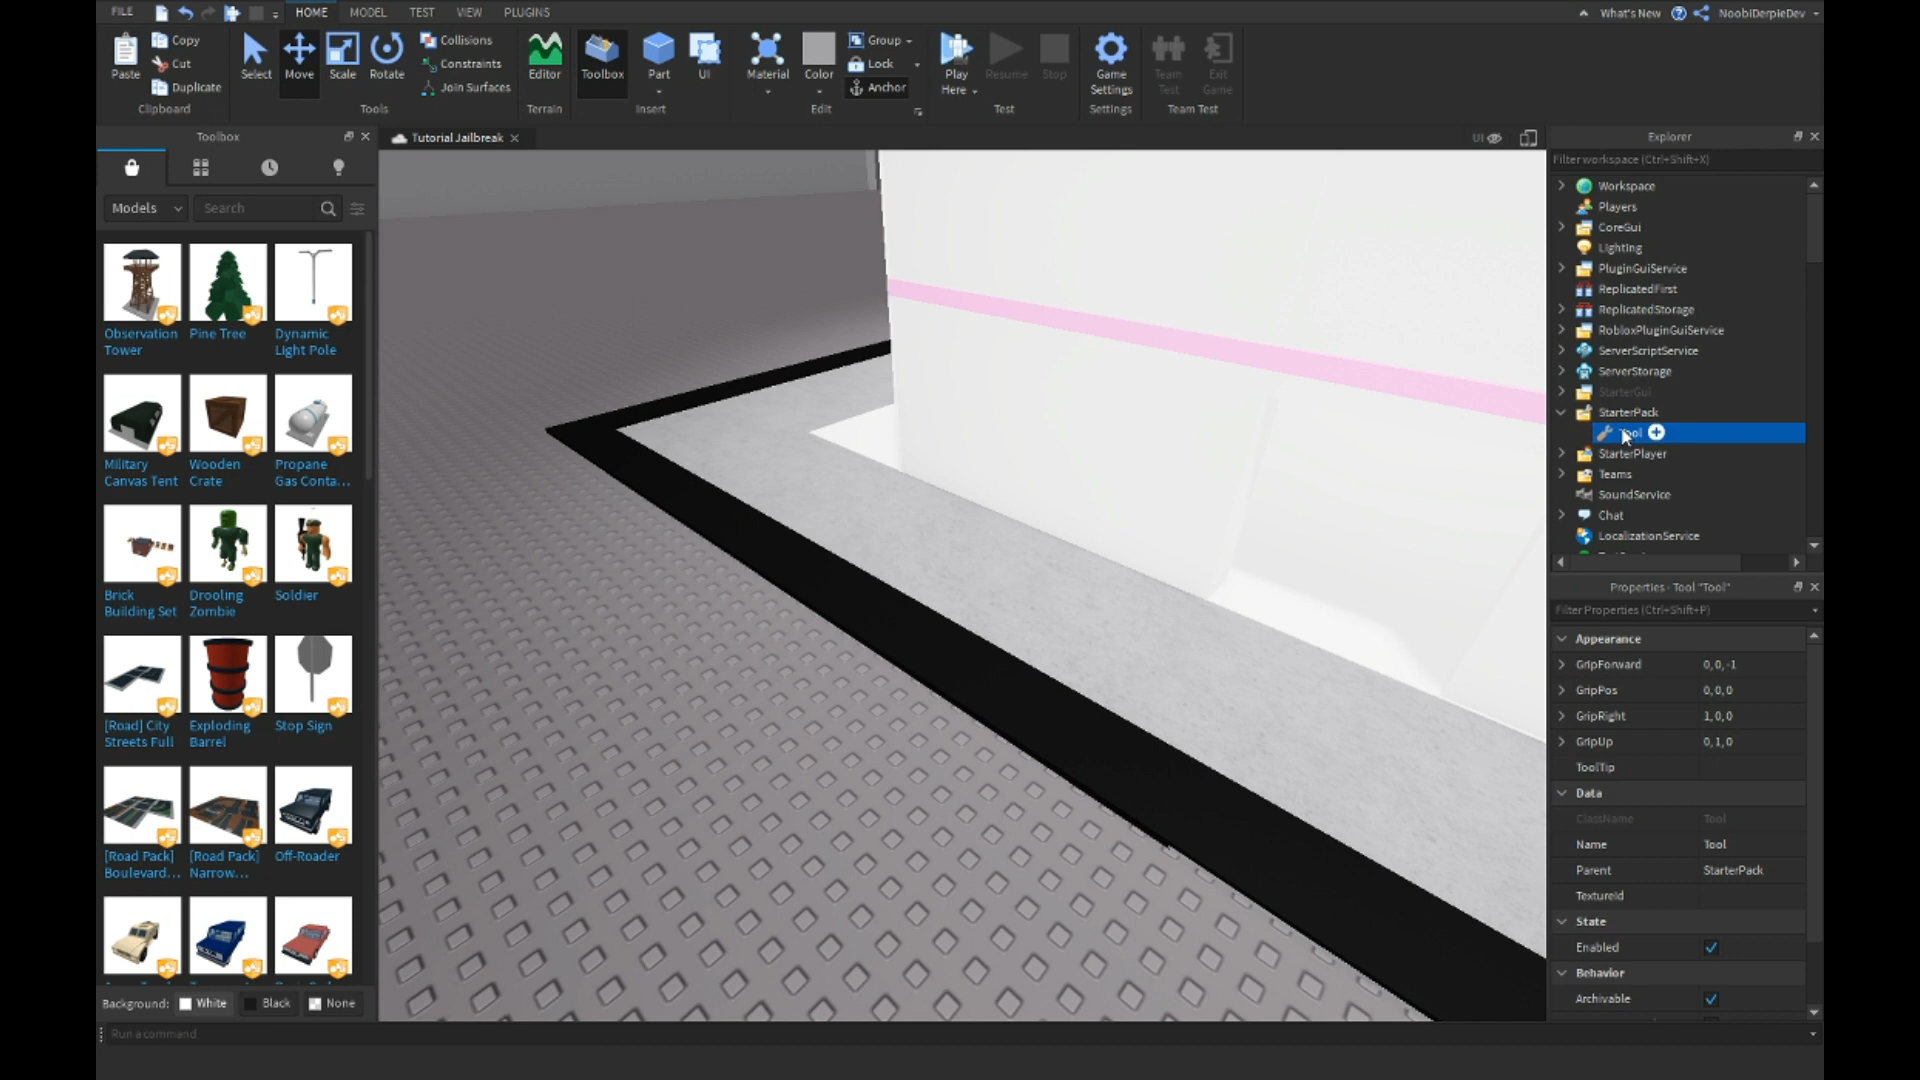 FILE HOME MODEL TEST VIEW PLUGINS What's New NoobiDerpieDev
Paste Copy Cut Duplicate Clipboard
Select Move Scale Rotate Collisions Constraints Join Surfaces Tools
Editor Terrain
Toolbox Part UI Insert
Material Color Group Lock Anchor Edit
Play Here Resume Stop Test
Game Settings Settings
Team Test Exit Game Team Test
Toolbox
Models Search
Observation Tower
Pine Tree
Dynamic Light Pole
Military Canvas Tent
Wooden Crate
Propane Gas Conta...
Brick Building Set
Drooling Zombie
Soldier
[Road] City Streets Full
Exploding Barrel
Stop Sign
[Road Pack] Boulevard...
[Road Pack] Narrow...
Off-Roader
Background: White Black None
Run a command
Tutorial Jailbreak
UI
Explorer
Filter workspace (Ctrl+Shift+X)
Workspace
Players
CoreGui
Lighting
PluginGuiService
ReplicatedFirst
ReplicatedStorage
RobloxPluginGuiService
ServerScriptService
ServerStorage
StarterGui
StarterPack
Tool
StarterPlayer
Teams
SoundService
Chat
LocalizationService
Properties - Tool "Tool"
Filter Properties (Ctrl+Shift+P)
Appearance
GripForward 0, 0, -1
GripPos 0, 0, 0
GripRight 1, 0, 0
GripUp 0, 1, 0
ToolTip
Data
ClassName Tool
Name Tool
Parent StarterPack
TextureId
State
Enabled
Behavior
Archivable